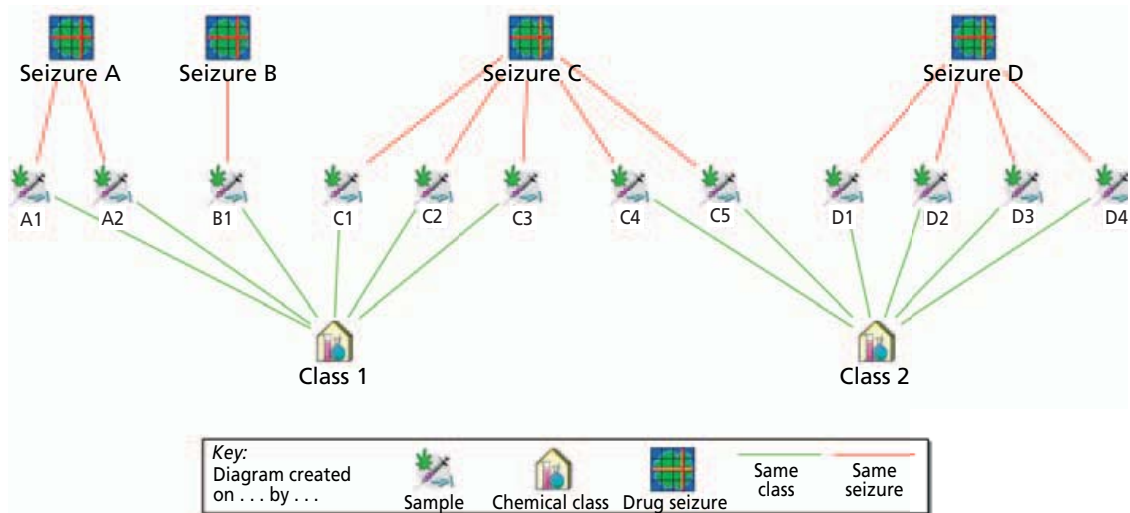 Seizure A
Seizure B
Seizure C
Seizure D
A1
A2
B1
C1
C2
C3
C4
C5
D1
D2
D3
D4
Class 1
Class 2
Key:
Diagram created
on . . . by . . .
Sample
Chemical class
Drug seizure
Same
class
Same
seizure